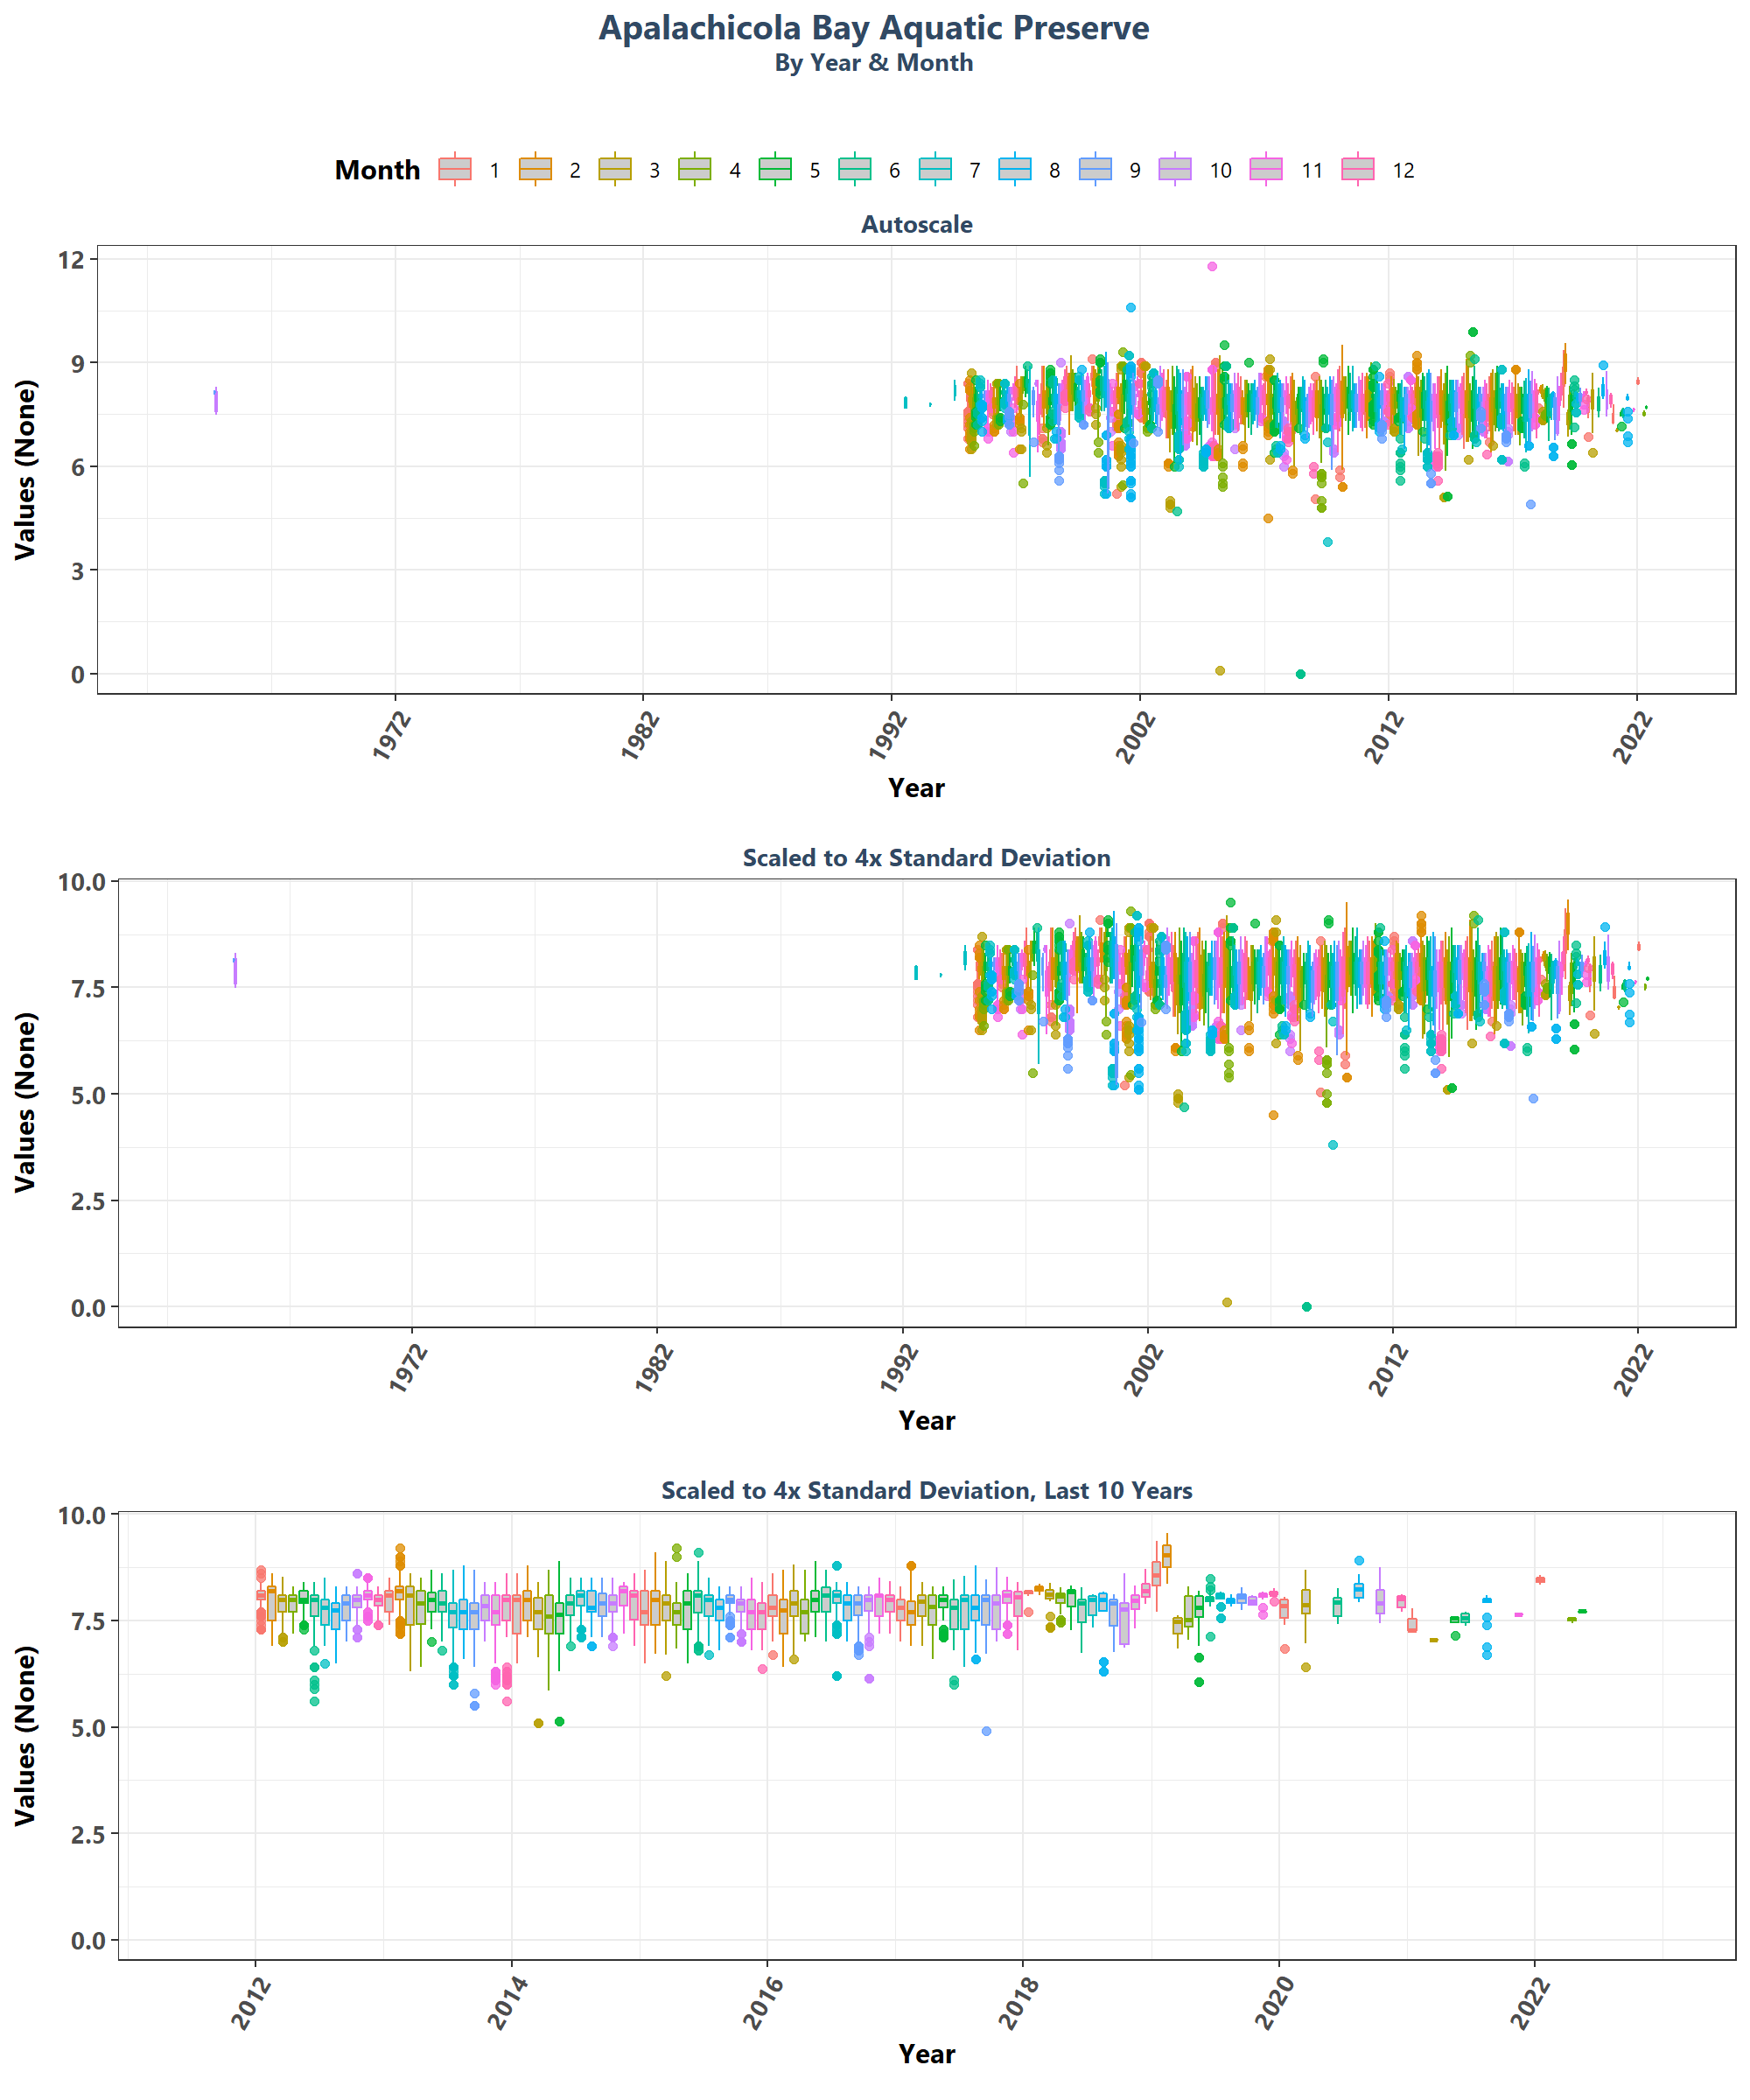 Apalachicola Bay Aquatic Preserve
By Year & Month
Month 1 2 3 4 5 6 7 8 9 10 11 12
Autoscale
Values (None)
12
9
6
3
0
1972 1982 1992 2002 2012 2022
Year
Scaled to 4x Standard Deviation
Values (None)
10.0
7.5
5.0
2.5
0.0
1972 1982 1992 2002 2012 2022
Year
Scaled to 4x Standard Deviation, Last 10 Years
Values (None)
10.0
7.5
5.0
2.5
0.0
2012 2014 2016 2018 2020 2022
Year